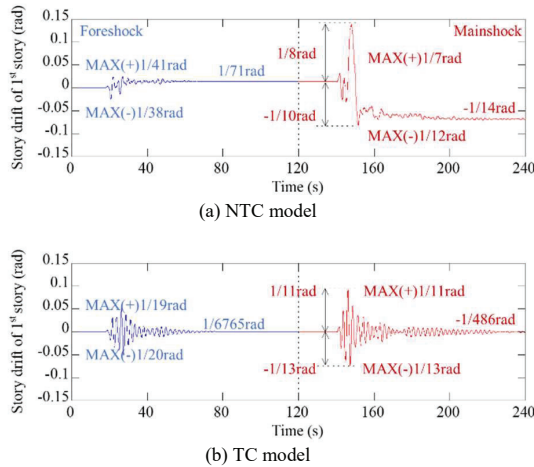 Story drift of 1st story (rad)
0.15
0.1
0.05
0
-0.05
-0.1
-0.15
Foreshock
Mainshock
MAX(+)1/41rad
1/71rad
MAX(-)1/38rad
1/8rad
MAX(+)1/7rad
-1/10rad
-1/14rad
MAX(-)1/12rad
0 40 80 120 160 200 240
Time (s)
(a) NTC model
Story drift of 1st story (rad)
0.15
0.1
0.05
0
-0.05
-0.1
-0.15
MAX(+)1/19rad
1/6765rad
MAX(-)1/20rad
1/11rad
MAX(+)1/11rad
-1/486rad
-1/13rad
MAX(-)1/13rad
0 40 80 120 160 200 240
Time (s)
(b) TC model